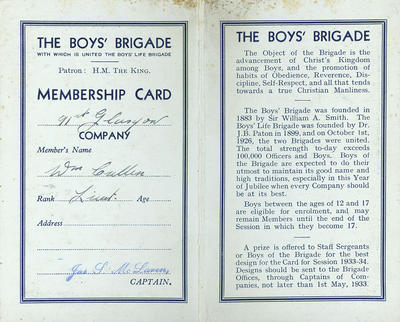 THE BOYS' BRIGADE
WITH WHICH IS UNITED THE BOYS' LIFE BRIGADE
Patron: H.M. THE KING.
MEMBERSHIP CARD
91st Glasgow
COMPANY
Member's Name
Wm Cullen
Rank Lieut. Age
Address
Jas. S. McLaren
CAPTAIN.
THE BOYS' BRIGADE
The Object of the Brigade is the
advancement of Christ's Kingdom
among Boys, and the promotion of
habits of Obedience, Reverence, Dis-
cipline, Self-Respect, and all that tends
towards a true Christian Manliness.
The Boys' Brigade was founded in
1883 by Sir William A. Smith. The
Boys' Life Brigade was founded by Dr.
J.B. Paton in 1899, and on October 1st,
1926, the two Brigades were united.
The total strength to-day exceeds
100,000 Officers and Boys. Boys of
the Brigade are expected to do their
utmost to maintain its good name and
high traditions, especially in this Year
of Jubilee when every Company should
be at its best.
Boys between the ages of 12 and 17
are eligible for enrolment, and may
remain Members until the end of the
Session in which they become 17.
A prize is offered to Staff Sergeants
or Boys of the Brigade for the best
design for the Card for Session 1933-34.
Designs should be sent to the Brigade
Offices, through Captains of Com-
panies, not later than 1st May, 1933.